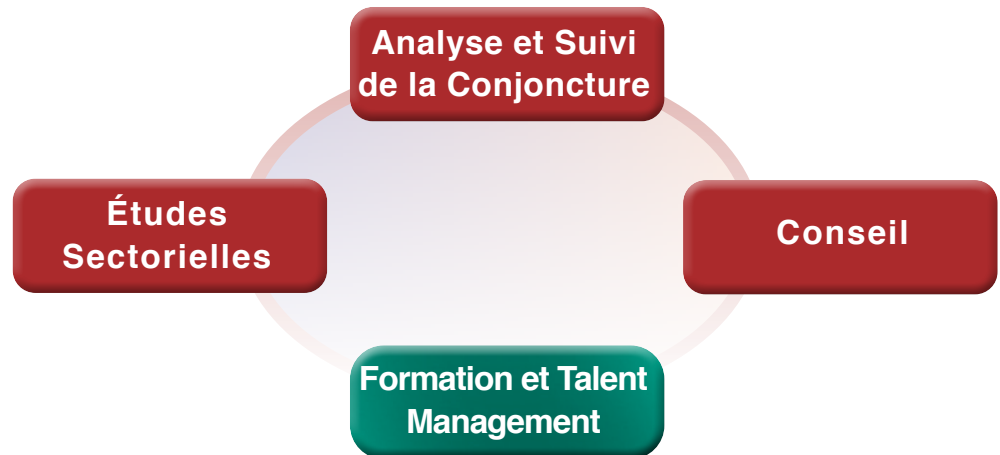 Analyse et Suivi
de la Conjoncture
Études
Sectorielles
Conseil
Formation et Talent
Management